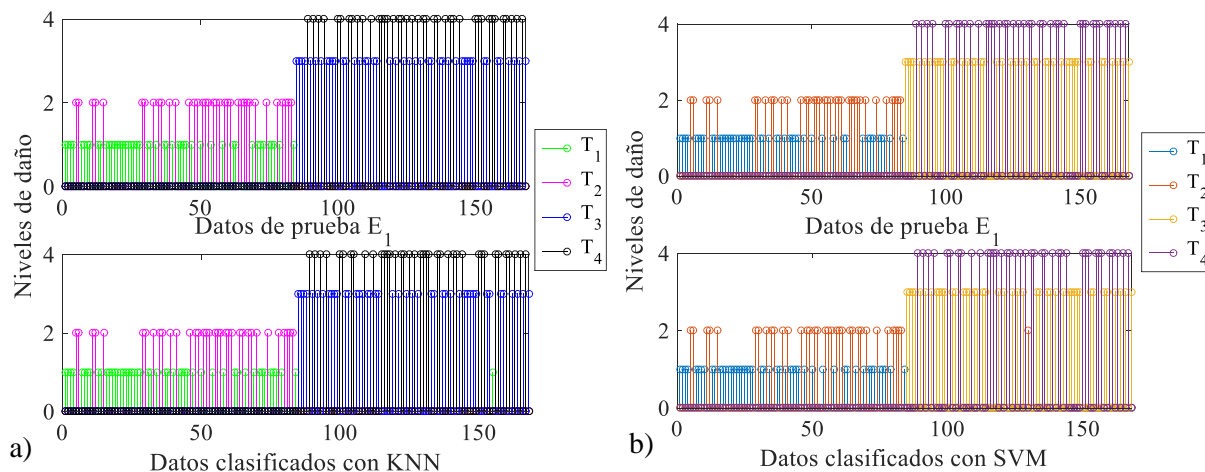 Niveles de daño
4
2
0
0
50
100
150
Datos de prueba E1
4
2
0
0
50
100
150
Datos clasificados con KNN
T1
T2
T3
T4
a)
Niveles de daño
4
2
0
0
50
100
150
Datos de prueba E1
4
2
0
0
50
100
150
Datos clasificados con SVM
T1
T2
T3
T4
b)